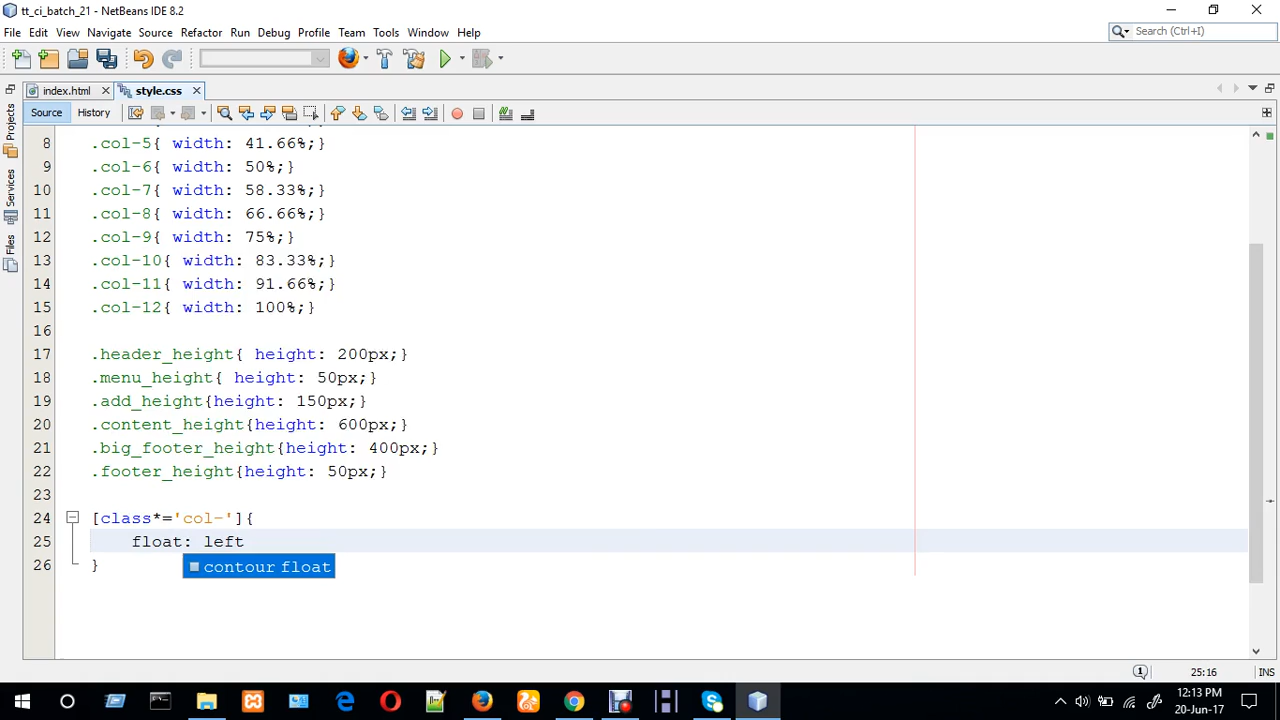 tt_ci_batch_21 - NetBeans IDE 8.2
File Edit View Navigate Source Refactor Run Debug Profile Team Tools Window Help
Search (Ctrl+I)
index.html style.css
Source History
Projects
Services
Files
8 .col-5{ width: 41.66%;}
9 .col-6{ width: 50%;}
10 .col-7{ width: 58.33%;}
11 .col-8{ width: 66.66%;}
12 .col-9{ width: 75%;}
13 .col-10{ width: 83.33%;}
14 .col-11{ width: 91.66%;}
15 .col-12{ width: 100%;}
16
17 .header_height{ height: 200px;}
18 .menu_height{ height: 50px;}
19 .add_height{height: 150px;}
20 .content_height{height: 600px;}
21 .big_footer_height{height: 400px;}
22 .footer_height{height: 50px;}
23
24 [class*='col-']{
25 float: left
26 }
contour float
25:16 INS
12:13 PM
20-Jun-17